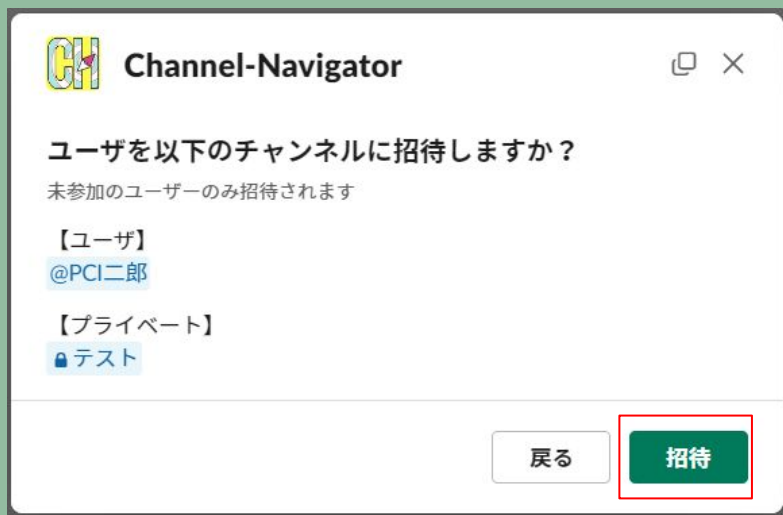 CH Channel-Navigator
ユーザを以下のチャンネルに招待しますか？
未参加のユーザーのみ招待されます
【ユーザ】
@PCI二郎
【プライベート】
テスト
戻る 招待